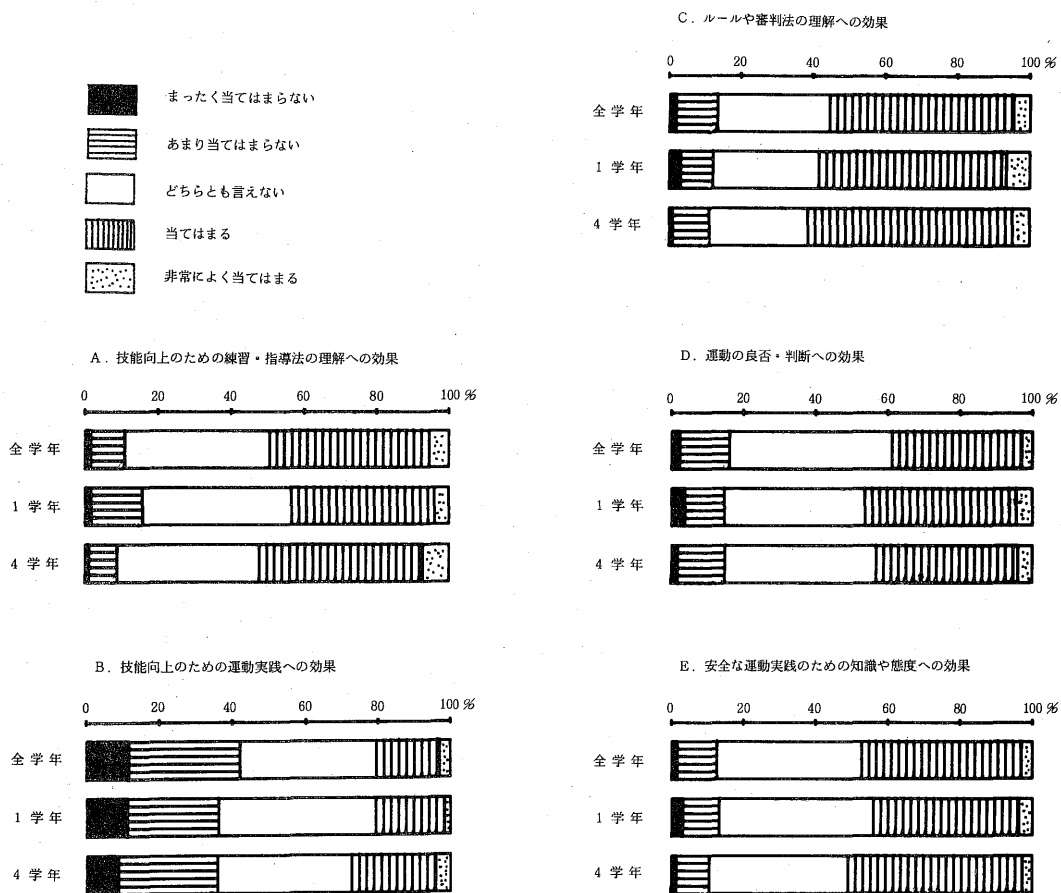 まったく当てはまらない
あまり当てはまらない
どちらとも言えない
当てはまる
非常によく当てはまる
A．技能向上のための練習・指導法の理解への効果
0 20 40 60 80 100 %
全学年
1学年
4学年
B．技能向上のための運動実践への効果
0 20 40 60 80 100 %
全学年
1学年
4学年
C．ルールや審判法の理解への効果
0 20 40 60 80 100 %
全学年
1学年
4学年
D．運動の良否・判断への効果
0 20 40 60 80 100 %
全学年
1学年
4学年
E．安全な運動実践のための知識や態度への効果
0 20 40 60 80 100 %
全学年
1学年
4学年